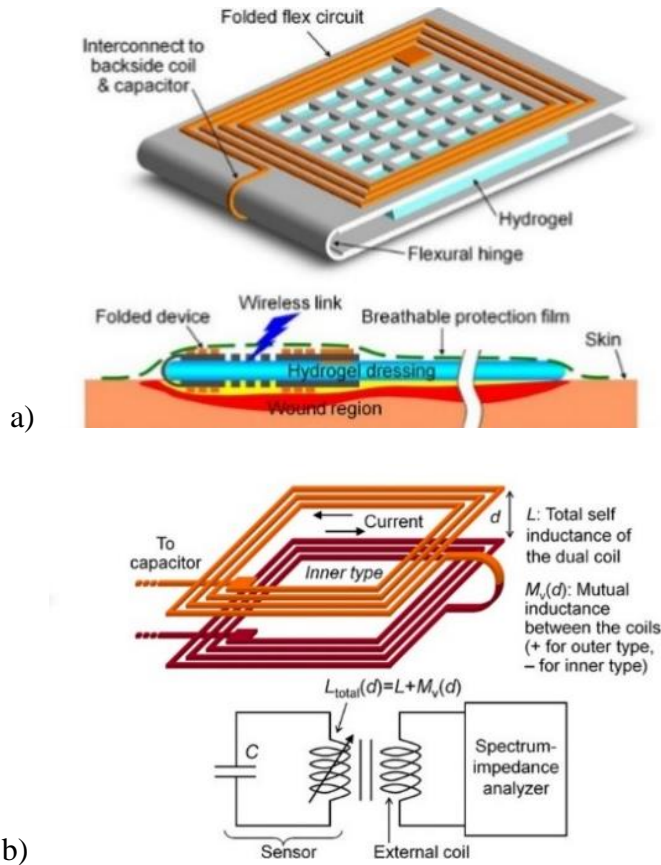 Folded flex circuit
Interconnect to
backside coil
& capacitor
Hydrogel
Flexural hinge
Wireless link
Folded device
Breathable protection film
Skin
Hydrogel dressing
Wound region
a)
Current
d
L: Total self
inductance of
the dual coil
To
capacitor
Inner type
Mv(d): Mutual
inductance
between the coils
(+ for outer type,
– for inner type)
Ltotal(d)=L+Mv(d)
C
Spectrum-
impedance
analyzer
Sensor
External coil
b)